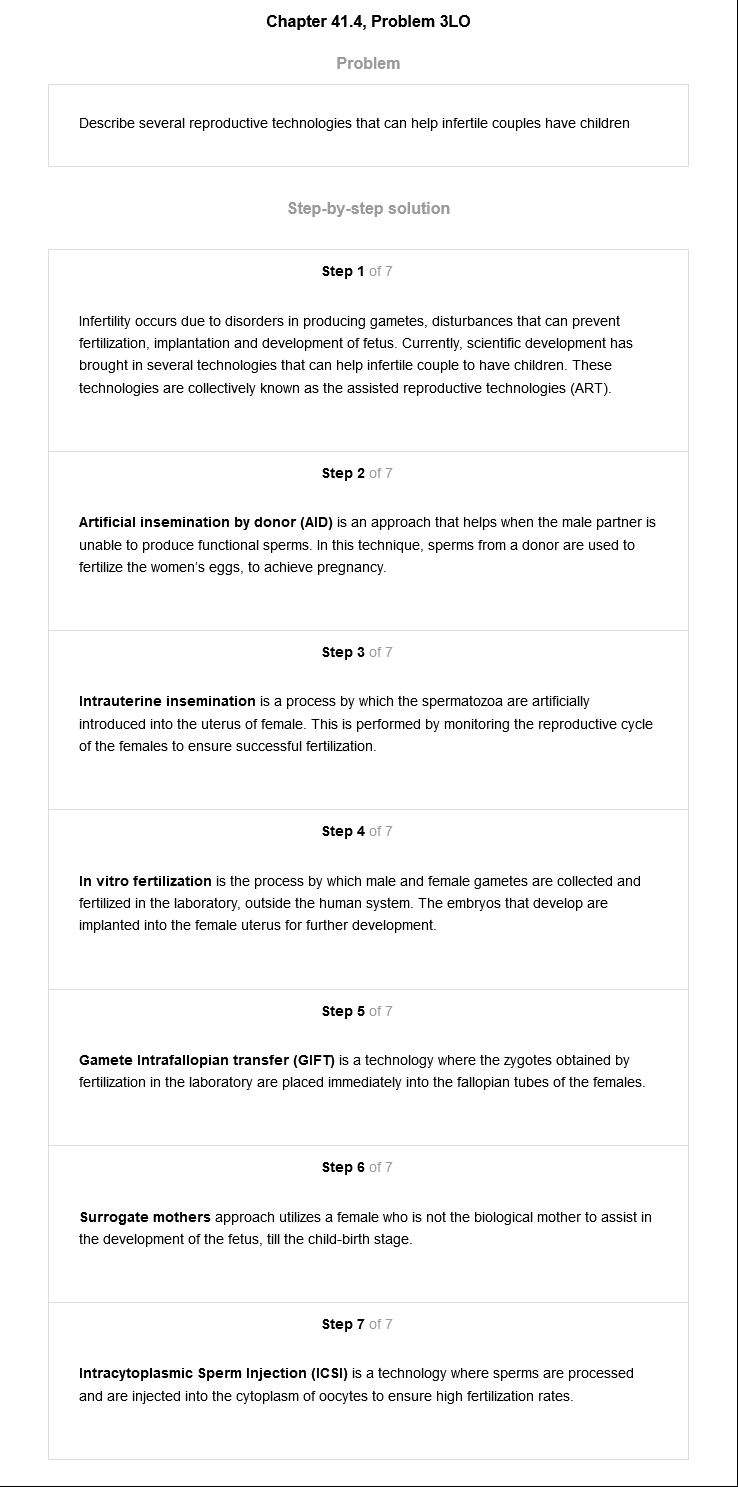 Chapter 41.4, Problem 3LO
Problem
Describe several reproductive technologies that can help infertile couples have children
Step-by-step solution
Step 1 of 7
Infertility occurs due to disorders in producing gametes, disturbances that can prevent
fertilization, implantation and development of fetus. Currently, scientific development has
brought in several technologies that can help infertile couple to have children. These
technologies are collectively known as the assisted reproductive technologies (ART).
Step 2 of 7
Artificial insemination by donor (AID) is an approach that helps when the male partner is
unable to produce functional sperms. In this technique, sperms from a donor are used to
fertilize the women’s eggs, to achieve pregnancy.
Step 3 of 7
Intrauterine insemination is a process by which the spermatozoa are artificially
introduced into the uterus of female. This is performed by monitoring the reproductive cycle
of the females to ensure successful fertilization.
Step 4 of 7
In vitro fertilization is the process by which male and female gametes are collected and
fertilized in the laboratory, outside the human system. The embryos that develop are
implanted into the female uterus for further development.
Step 5 of 7
Gamete Intrafallopian transfer (GIFT) is a technology where the zygotes obtained by
fertilization in the laboratory are placed immediately into the fallopian tubes of the females.
Step 6 of 7
Surrogate mothers approach utilizes a female who is not the biological mother to assist in
the development of the fetus, till the child-birth stage.
Step 7 of 7
Intracytoplasmic Sperm Injection (ICSI) is a technology where sperms are processed
and are injected into the cytoplasm of oocytes to ensure high fertilization rates.